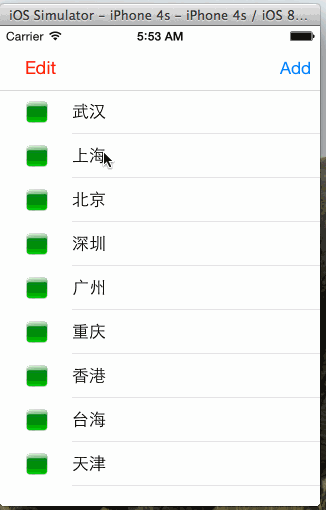 iOS Simulator – iPhone 4s – iPhone 4s / iOS 8...
Carrier 5:53 AM
Edit Add
武汉
上海
北京
深圳
广州
重庆
香港
台海
天津